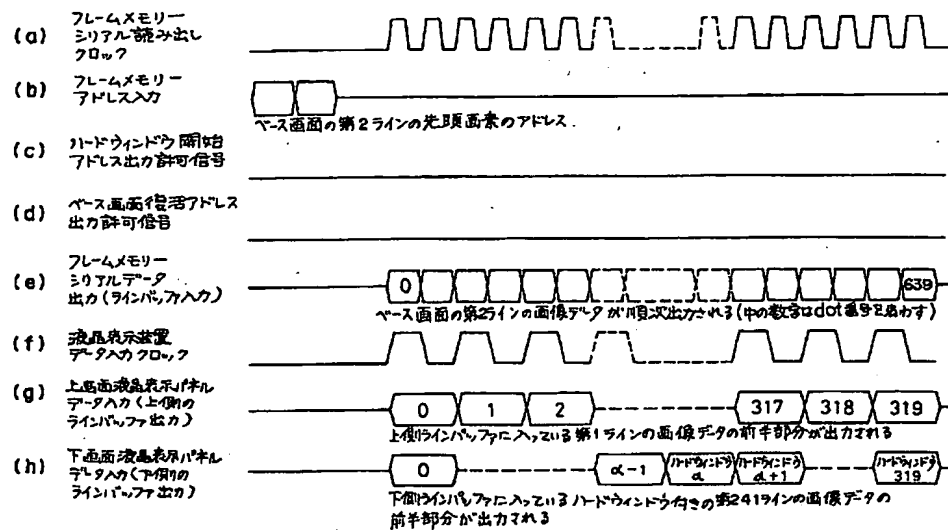 (a) フレームメモリー
シリアル読み出し
クロック
(b) フレームメモリー
アドレス入力
ベース画面の第2ラインの先頭画素のアドレス
(c) ハードウィンドウ開始
アドレス出力許可信号
(d) ベース画面復活アドレス
出力許可信号
(e) フレームメモリー
シリアルデータ
出力(ラインバッファ入力)
0 639
ベース画面の第2ラインの画像データが順次出力される(中の数字はdot番号を表わす)
(f) 液晶表示装置
データ入力クロック
(g) 上画面液晶表示パネル
データ入力(上側の
ラインバッファ出力)
0 1 2 317 318 319
上側ラインバッファに入っている第1ラインの画像データの前半部分が出力される
(h) 下画面液晶表示パネル
データ入力(下側の
ラインバッファ出力)
0 α-1 ハードウィンドウ α ハードウィンドウ α+1 ハードウィンドウ 319
下側ラインバッファに入っているハードウィンドウ付きの第241ラインの画像データの
前半部分が出力される